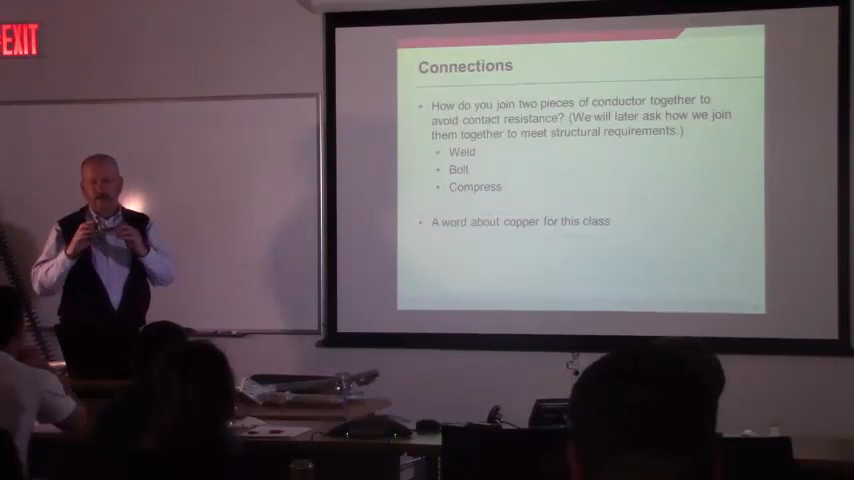 EXIT
Connections
• How do you join two pieces of conductor together to
avoid contact resistance? (We will later ask how we join
them together to meet structural requirements.)
• Weld
• Bolt
• Compress
• A word about copper for this class